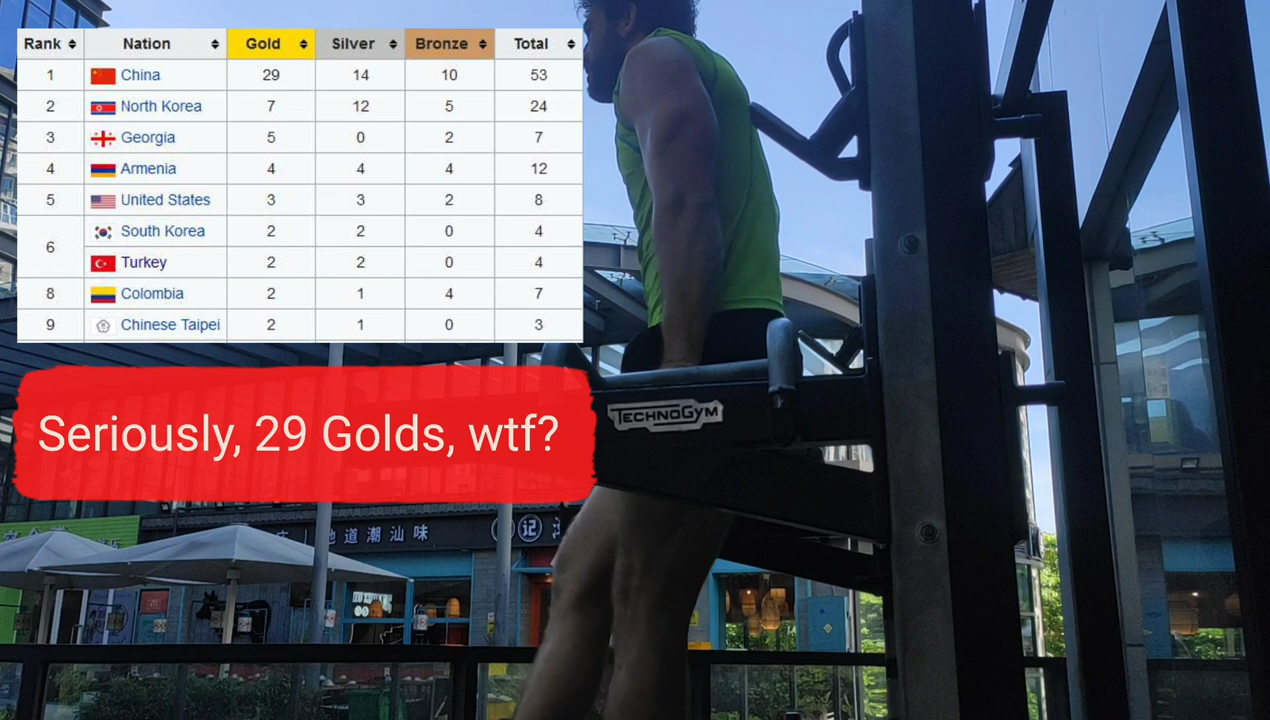 Rank Nation Gold Silver Bronze Total
1 China 29 14 10 53
2 North Korea 7 12 5 24
3 Georgia 5 0 2 7
4 Armenia 4 4 4 12
5 United States 3 3 2 8
6 South Korea 2 2 0 4
Turkey 2 2 0 4
8 Colombia 2 1 4 7
9 Chinese Taipei 2 1 0 3
Seriously, 29 Golds, wtf?
TECHNOGYM
地道潮汕味
记